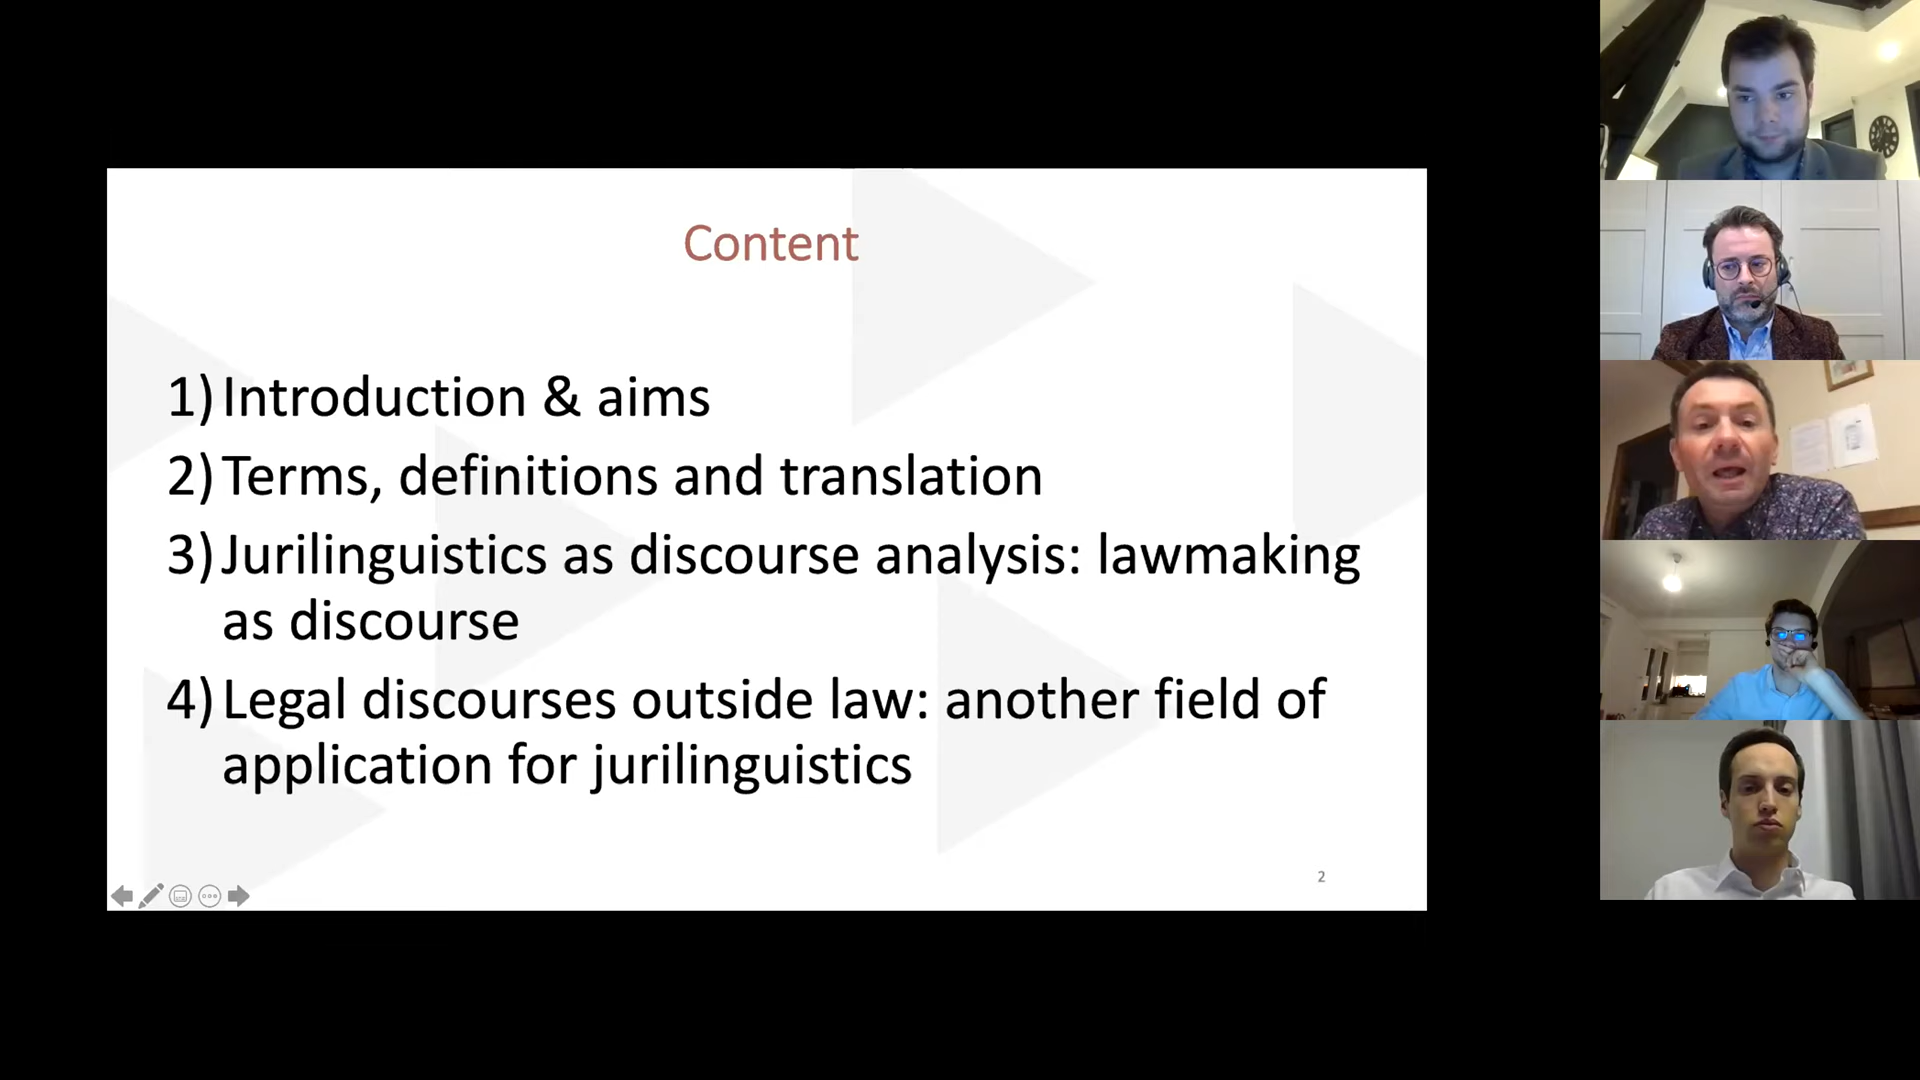 Content
1) Introduction & aims
2) Terms, definitions and translation
3) Jurilinguistics as discourse analysis: lawmaking
as discourse
4) Legal discourses outside law: another field of
application for jurilinguistics
2